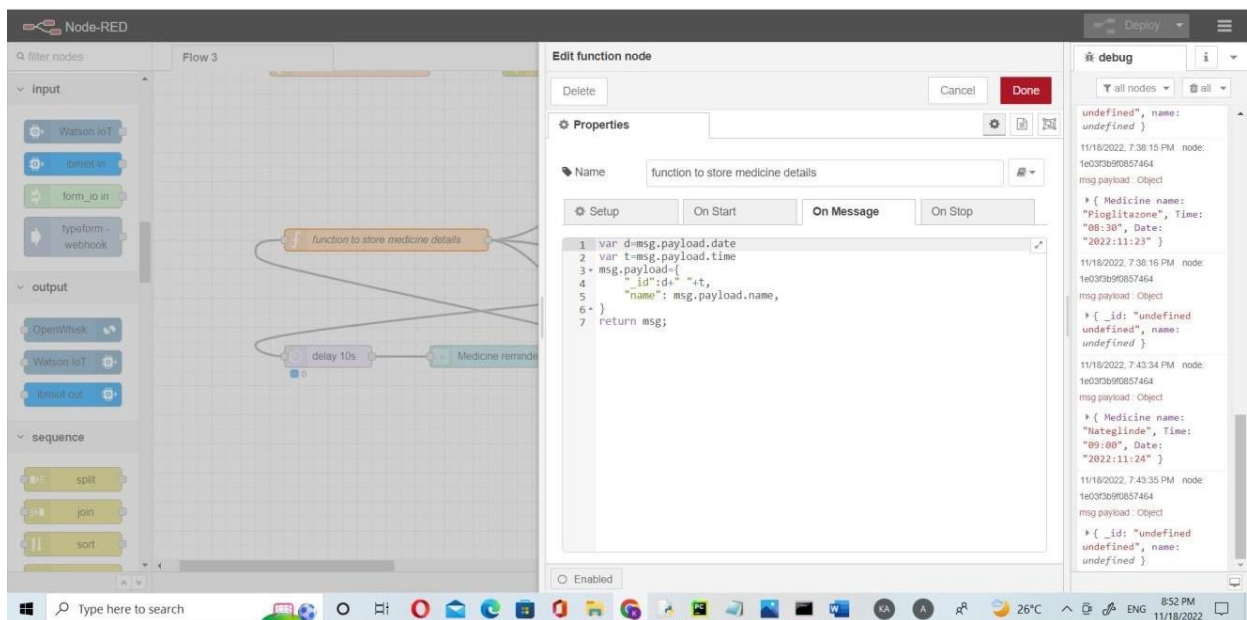 Node-RED
Deploy
filter nodes
Flow 3
input
Watson IoT
ibmiot in
form_io in
typeform -
webhook
output
OpenWhisk
Watson IoT
ibmiot out
sequence
split
join
sort
function to store medicine details
delay 10s
0
Medicine reminde
Edit function node
Delete
Cancel
Done
Properties
Name
function to store medicine details
Setup
On Start
On Message
On Stop
1 var d=msg.payload.date
2 var t=msg.payload.time
3 msg.payload={
4 "_id":d+" "+t,
5 "name": msg.payload.name,
6 }
7 return msg;
Enabled
debug
i
all nodes
all
undefined", name:
undefined }
11/18/2022, 7:38:15 PM node:
1e03f3b9f0857464
msg.payload : Object
{ Medicine name:
"Pioglitazone", Time:
"08:30", Date:
"2022:11:23" }
11/18/2022, 7:38:16 PM node:
1e03f3b9f0857464
msg.payload : Object
{ _id: "undefined
undefined", name:
undefined }
11/18/2022, 7:43:34 PM node:
1e03f3b9f0857464
msg.payload : Object
{ Medicine name:
"Nateglinde", Time:
"09:00", Date:
"2022:11:24" }
11/18/2022, 7:43:35 PM node:
1e03f3b9f0857464
msg.payload : Object
{ _id: "undefined
undefined", name:
undefined }
Type here to search
KA
A
26°C
ENG
8:52 PM
11/18/2022